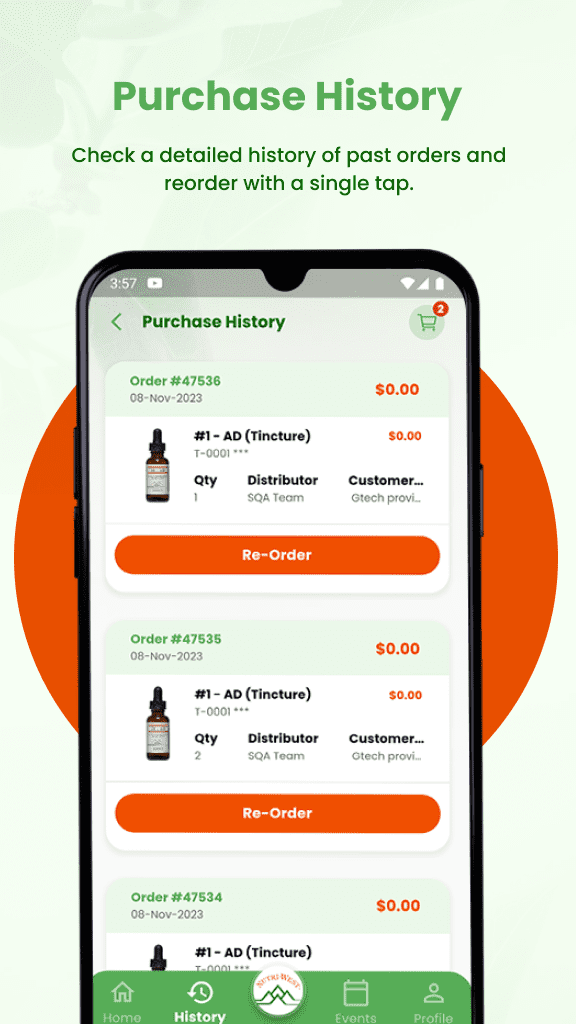 Purchase History
Check a detailed history of past orders and
reorder with a single tap.
3:57
Purchase History
2
Order #47536
$0.00
08-Nov-2023
#1 - AD (Tincture)
$0.00
T-0001 ***
Qty Distributor Customer...
1 SQA Team Gtech provi...
Re-Order
Order #47535
$0.00
08-Nov-2023
#1 - AD (Tincture)
$0.00
T-0001 ***
Qty Distributor Customer...
2 SQA Team Gtech provi...
Re-Order
Order #47534
$0.00
08-Nov-2023
#1 - AD (Tincture)
T-0001 ***
NUTRI-WEST
Home History Events Profile